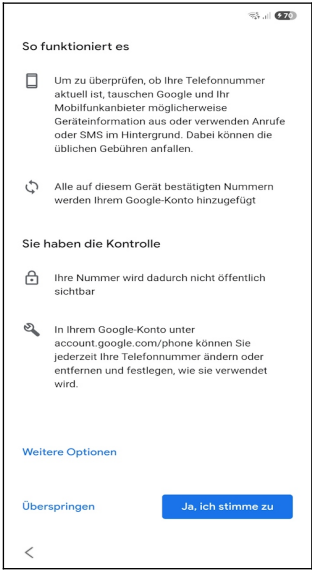 70
So funktioniert es
Um zu überprüfen, ob Ihre Telefonnummer
aktuell ist, tauschen Google und Ihr
Mobilfunkanbieter möglicherweise
Geräteinformation aus oder verwenden Anrufe
oder SMS im Hintergrund. Dabei können die
üblichen Gebühren anfallen.
Alle auf diesem Gerät bestätigten Nummern
werden Ihrem Google-Konto hinzugefügt
Sie haben die Kontrolle
Ihre Nummer wird dadurch nicht öffentlich
sichtbar
In Ihrem Google-Konto unter
account.google.com/phone können Sie
jederzeit Ihre Telefonnummer ändern oder
entfernen und festlegen, wie sie verwendet
wird.
Weitere Optionen
Überspringen
Ja, ich stimme zu